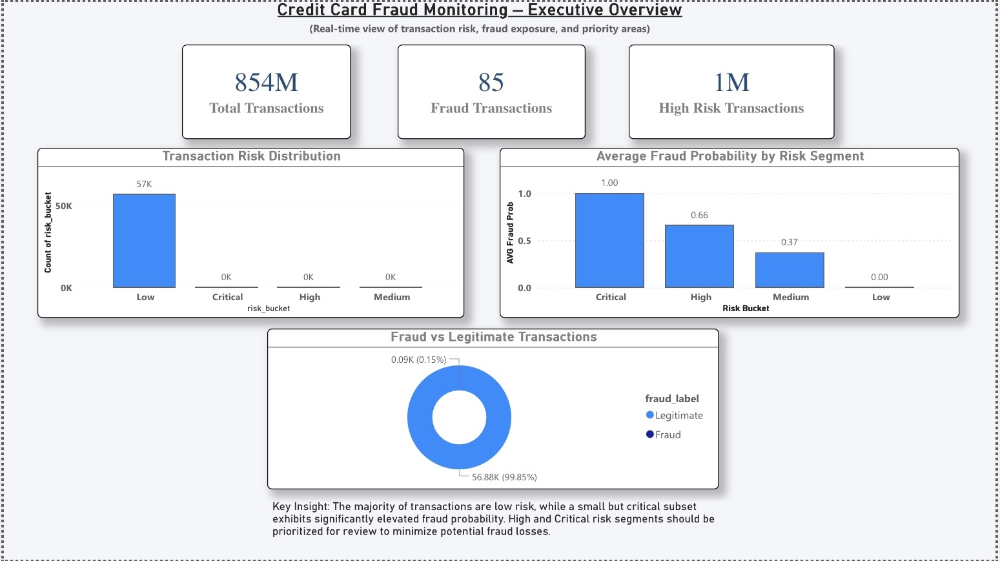 Credit Card Fraud Monitoring – Executive Overview
(Real-time view of transaction risk, fraud exposure, and priority areas)
854M
Total Transactions
85
Fraud Transactions
1M
High Risk Transactions
Transaction Risk Distribution
Count of risk_bucket
50K
0K
57K
0K
0K
0K
Low
Critical
High
Medium
risk_bucket
Average Fraud Probability by Risk Segment
AVG Fraud Prob
1.0
0.5
0.0
1.00
0.66
0.37
0.00
Critical
High
Medium
Low
Risk Bucket
Fraud vs Legitimate Transactions
0.09K (0.15%)
56.88K (99.85%)
fraud_label
Legitimate
Fraud
Key Insight: The majority of transactions are low risk, while a small but critical subset
exhibits significantly elevated fraud probability. High and Critical risk segments should be
prioritized for review to minimize potential fraud losses.